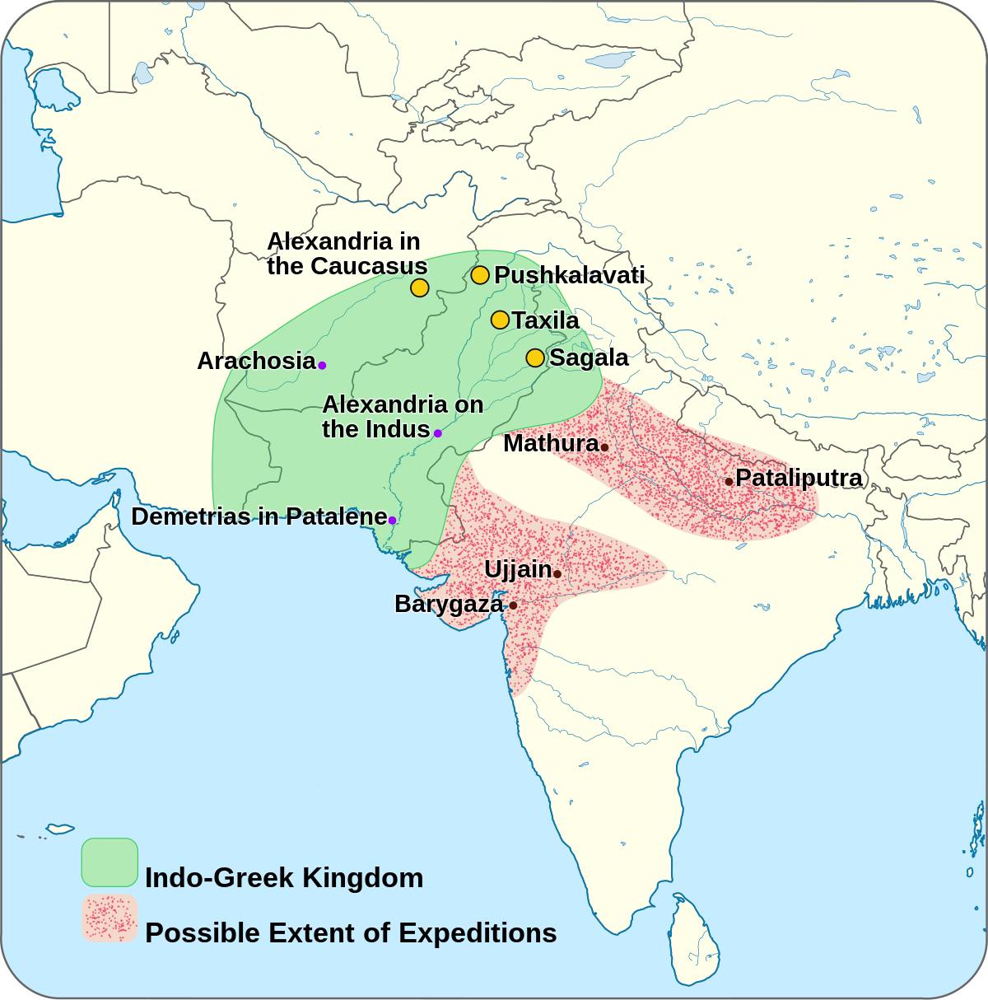 Alexandria in
the Caucasus
Pushkalavati
Taxila
Sagala
Arachosia
Alexandria on
the Indus
Mathura
Pataliputra
Demetrias in Patalene
Ujjain
Barygaza
Indo-Greek Kingdom
Possible Extent of Expeditions